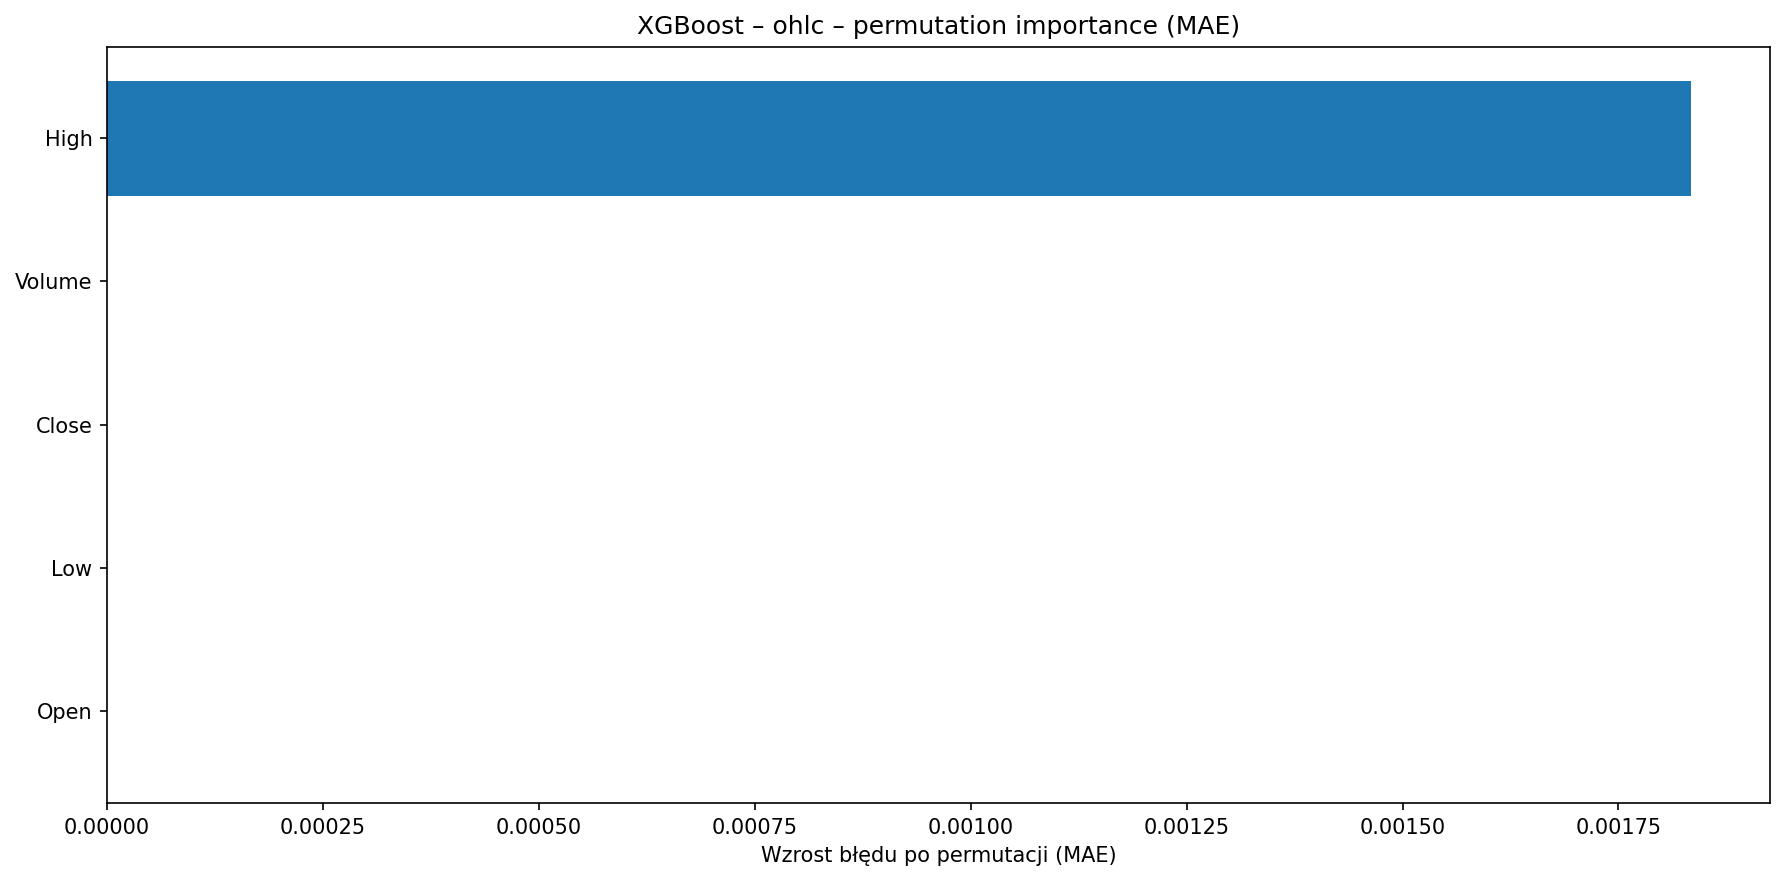 XGBoost – ohlc – permutation importance (MAE)
High
Volume
Close
Low
Open
0.00000 0.00025 0.00050 0.00075 0.00100 0.00125 0.00150 0.00175
Wzrost błędu po permutacji (MAE)